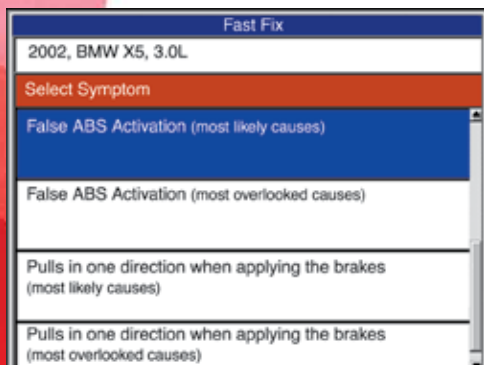 Fast Fix
2002, BMW X5, 3.0L
Select Symptom
False ABS Activation (most likely causes)
False ABS Activation (most overlooked causes)
Pulls in one direction when applying the brakes
(most likely causes)
Pulls in one direction when applying the brakes
(most overlooked causes)